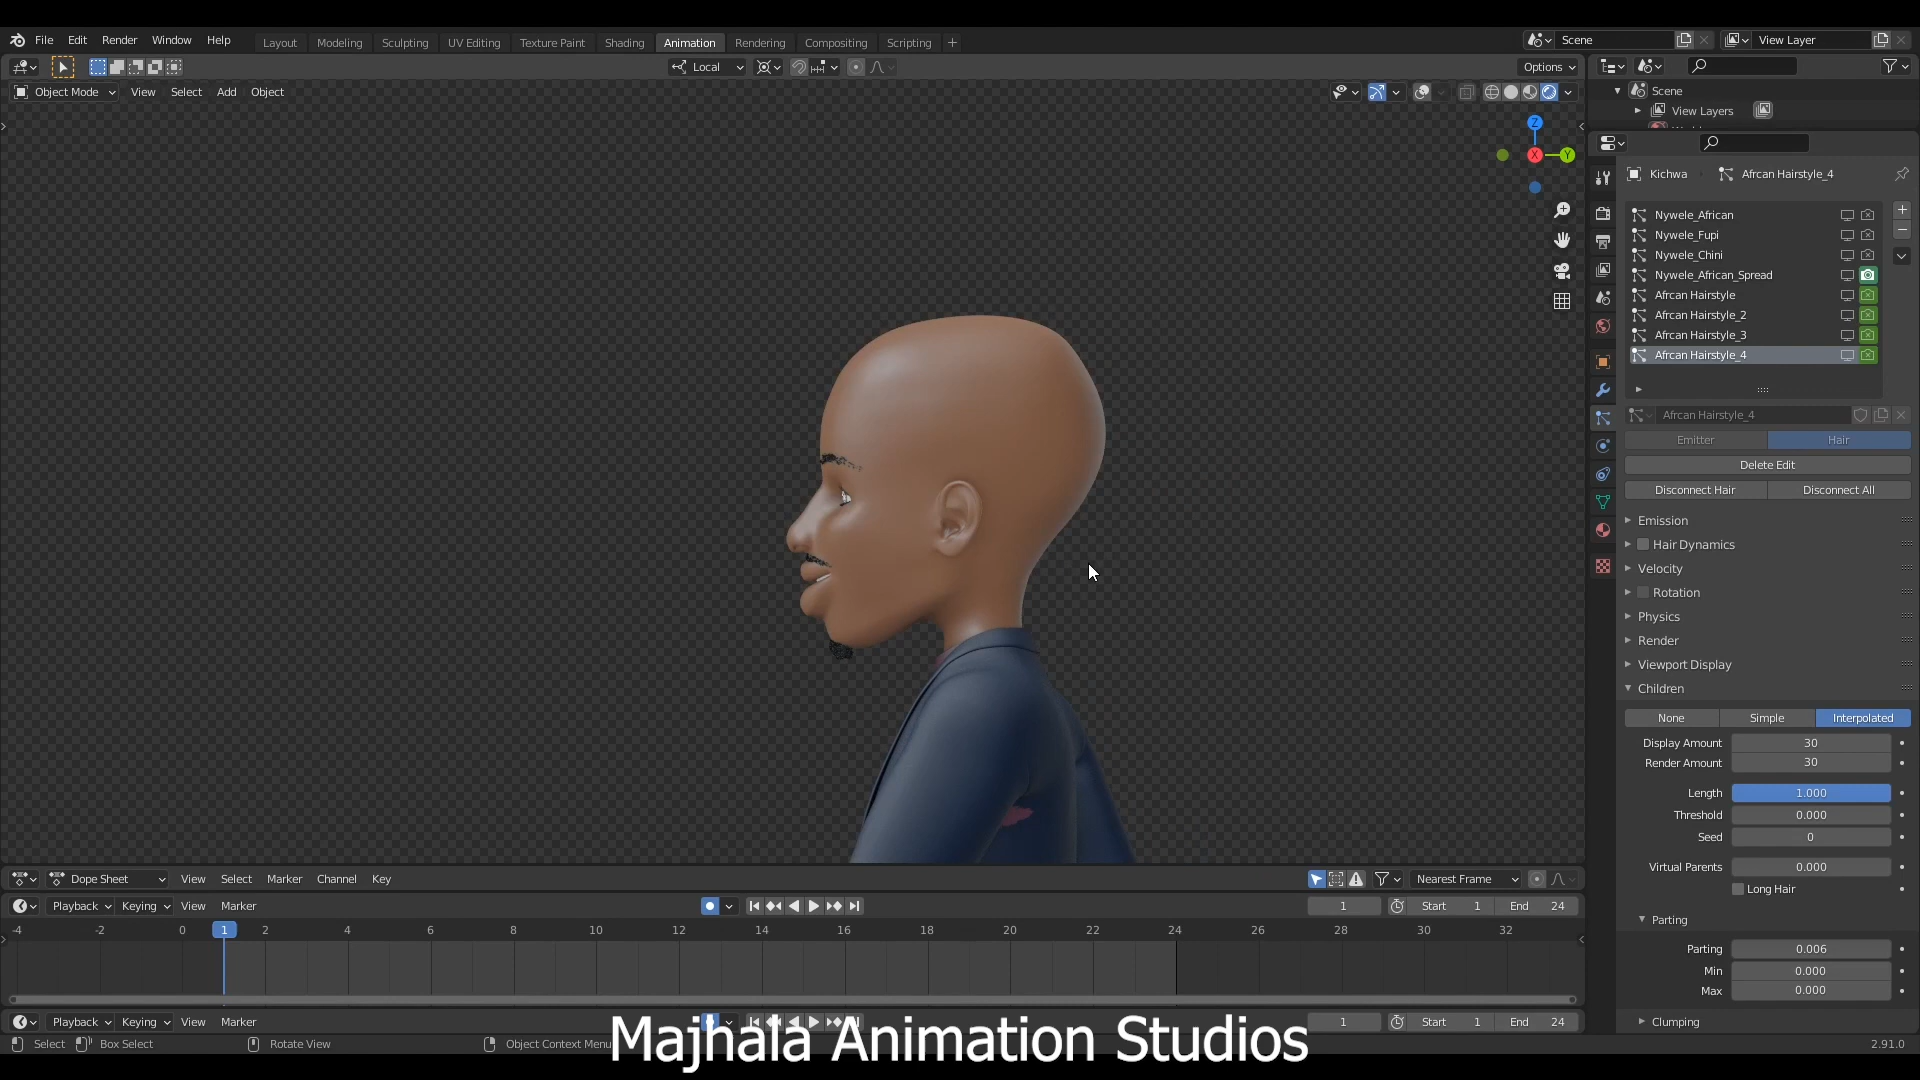 File Edit Render Window Help
Layout Modeling Sculpting UV Editing Texture Paint Shading Animation Rendering Compositing Scripting +
Scene
View Layer
Local
Options
Object Mode View Select Add Object
Z
X
Y
Scene
View Layers
Kichwa
Afrcan Hairstyle_4
Nywele_African
Nywele_Fupi
Nywele_Chini
Nywele_African_Spread
Afrcan Hairstyle
Afrcan Hairstyle_2
Afrcan Hairstyle_3
Afrcan Hairstyle_4
Afrcan Hairstyle_4
Emitter Hair
Delete Edit
Disconnect Hair Disconnect All
Emission
Hair Dynamics
Velocity
Rotation
Physics
Render
Viewport Display
Children
None Simple Interpolated
Display Amount 30
Render Amount 30
Length 1.000
Threshold 0.000
Seed 0
Virtual Parents 0.000
Long Hair
Parting
Parting 0.006
Min 0.000
Max 0.000
Clumping
Dope Sheet View Select Marker Channel Key
Nearest Frame
Playback Keying View Marker
1 Start 1 End 24
-4 -2 0 1 2 4 6 8 10 12 14 16 18 20 22 24 26 28 30 32
Playback Keying View Marker
1 Start 1 End 24
Select Box Select Rotate View Object Context Menu
2.91.0
Majhala Animation Studios